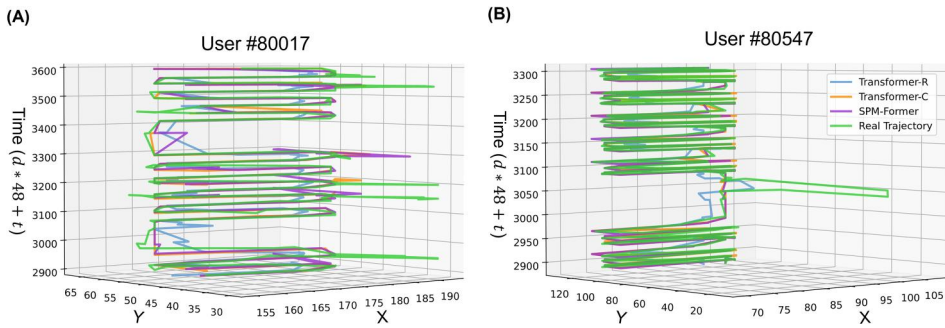 (A)
User #80017
Time (d * 48 + t)
3600
3500
3400
3300
3200
3100
3000
2900
65 60 55 50 45 40 35 30
Y
155 165 170 175 180 185 190
X
(B)
User #80547
Transformer-R
Transformer-C
SPM-Former
Real Trajectory
Time (d * 48 + t)
3300
3250
3200
3150
3100
3050
3000
2950
2900
120 100 80 60 40 20
Y
70 75 80 85 90 95 100 105
X